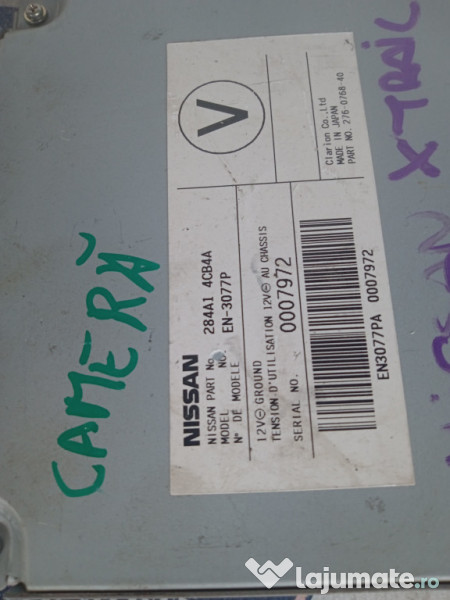 CAMERĂ
X-TRAIL
NISSAN
NISSAN PART No. 284A1 4CB4A
MODEL NO. EN-3077P
N° DE MODELE
12V⊖ GROUND
TENSION D'UTILISATION 12V⊖ AU CHASSIS
SERIAL NO. 0007972
EN3077PA 0007972
V
Clarion Co.,Ltd
MADE IN JAPAN
PART NO. 276-0768-40
lajumate.ro